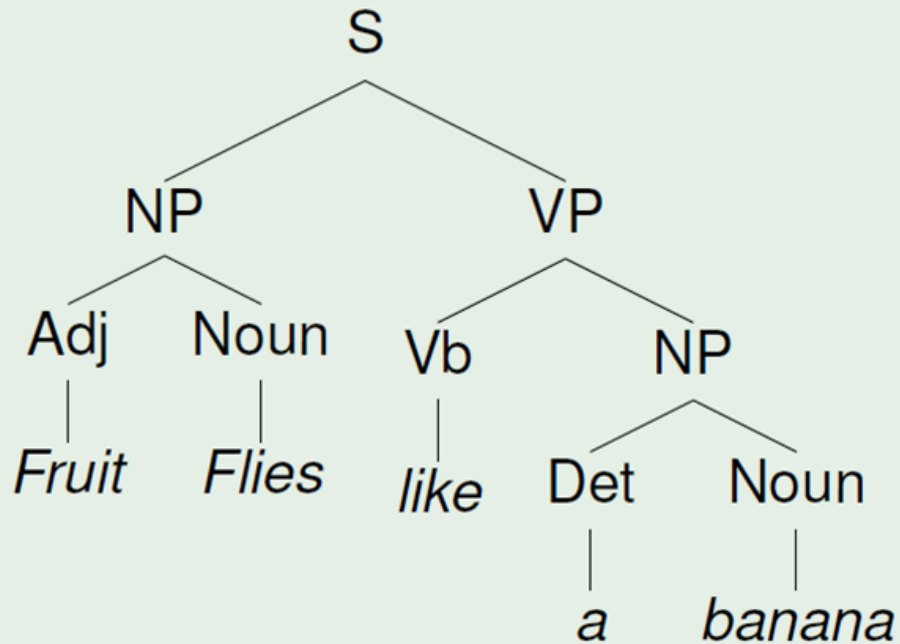 S
NP VP
Adj Noun Vb NP
Fruit Flies like Det Noun
a banana